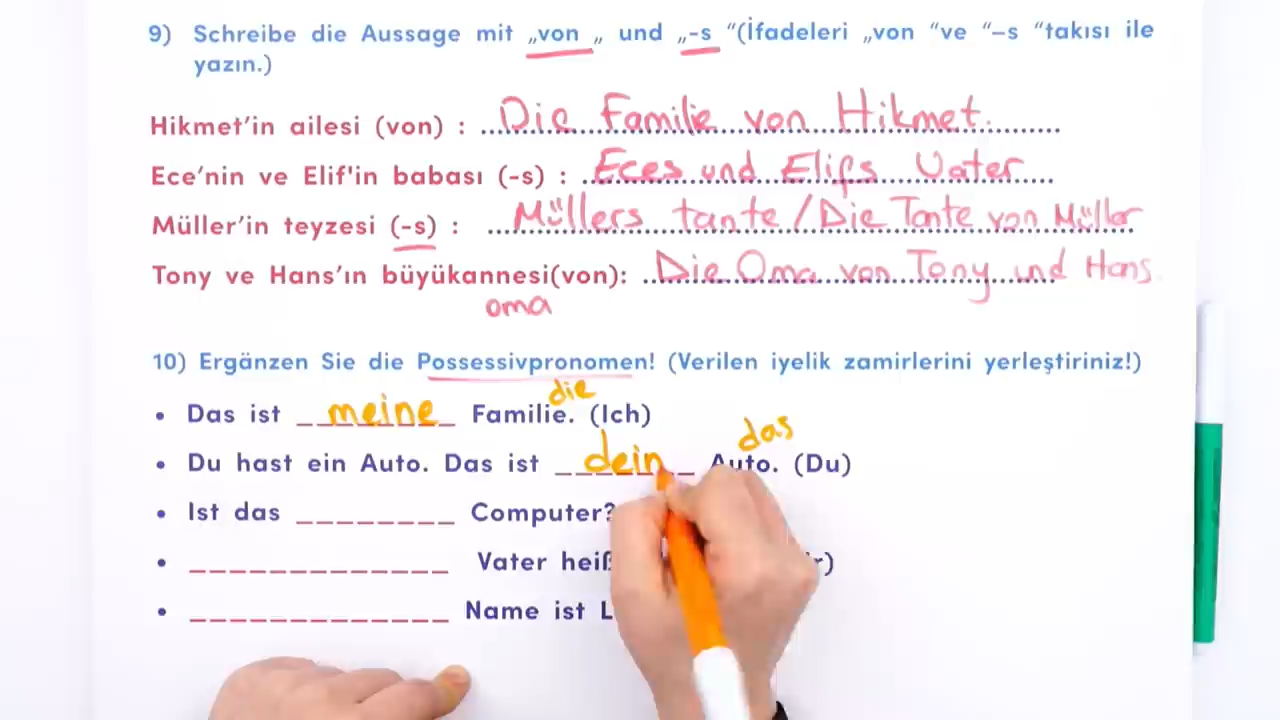 9) Schreibe die Aussage mit „von „ und „-s “(İfadeleri „von “ve “–s “takısı ile
yazın.)
Hikmet’in ailesi (von) : Die Familie von Hikmet.
Ece’nin ve Elif'in babası (-s) : Eces und Elifs Vater
Müller’in teyzesi (-s) : Müllers tante / Die Tante von Müller
Tony ve Hans’ın büyükannesi(von): Die Oma von Tony und Hans.
oma
10) Ergänzen Sie die Possessivpronomen! (Verilen iyelik zamirlerini yerleştiriniz!)
die
• Das ist meine Familie. (Ich)
das
• Du hast ein Auto. Das ist dein Auto. (Du)
• Ist das ________ Computer?
• _____________ Vater
• _____________ Name ist